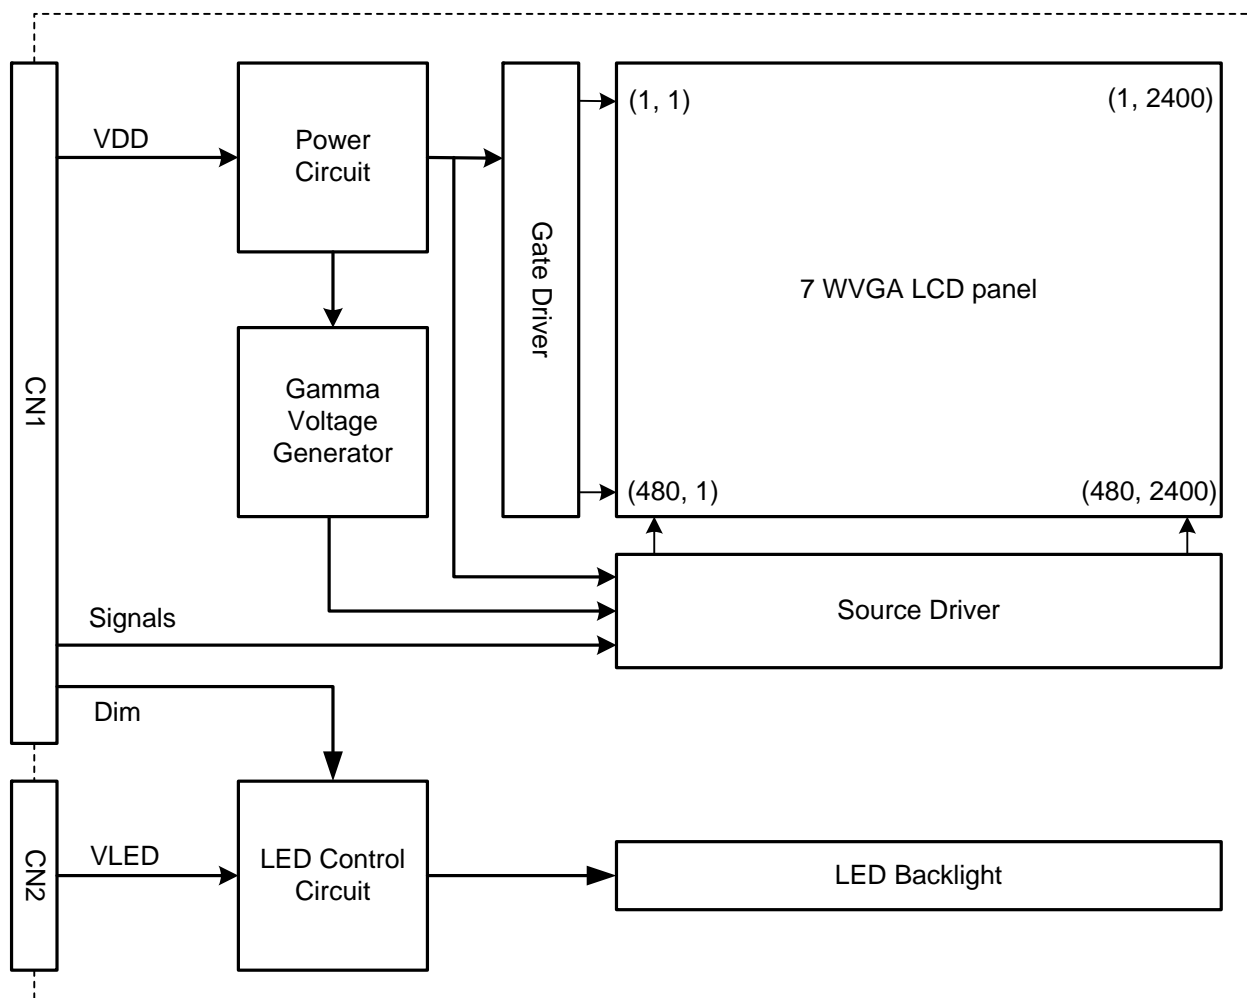 CN1
VDD
Power
Circuit
Gate Driver
(1, 1)
(1, 2400)
7 WVGA LCD panel
(480, 1)
(480, 2400)
Gamma
Voltage
Generator
Source Driver
Signals
Dim
CN2
VLED
LED Control
Circuit
LED Backlight